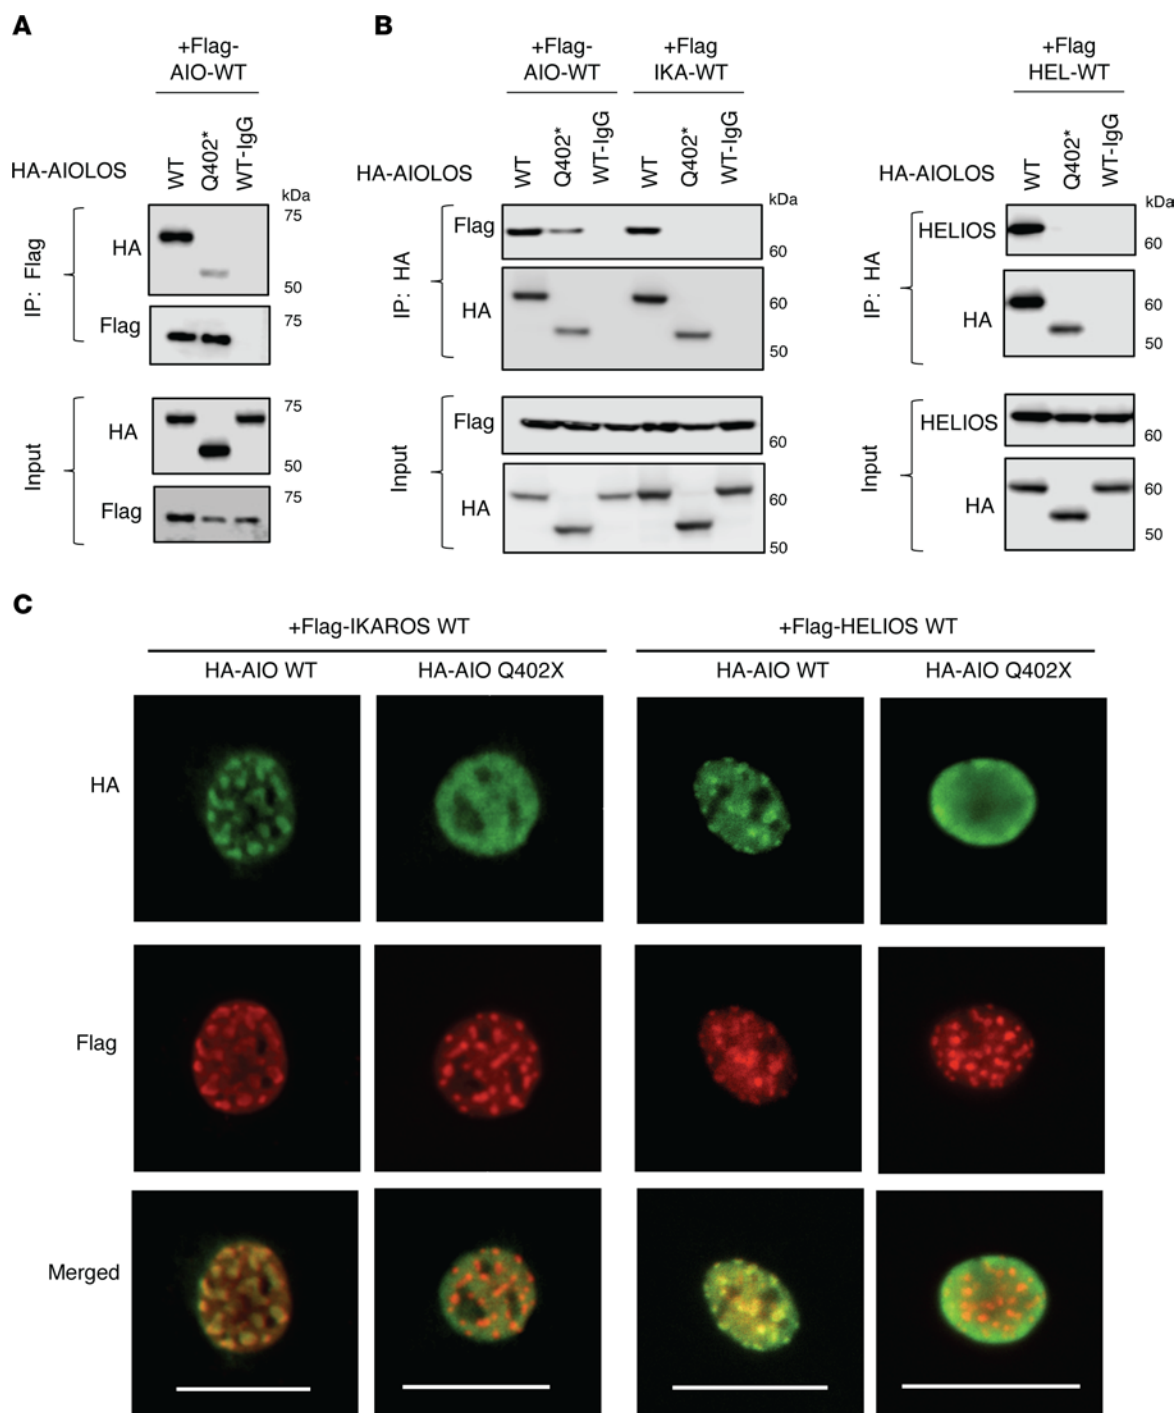 A
+Flag-
AIO-WT
HA-AIOLOS
WT
Q402*
WT-IgG
kDa
IP: Flag
HA
75
50
Flag
75
Input
HA
75
50
Flag
75
B
+Flag-
AIO-WT
+Flag
IKA-WT
HA-AIOLOS
WT
Q402*
WT-IgG
WT
Q402*
WT-IgG
kDa
IP: HA
Flag
60
HA
60
50
Input
Flag
60
HA
60
50
+Flag
HEL-WT
HA-AIOLOS
WT
Q402*
WT-IgG
kDa
IP: HA
HELIOS
60
HA
60
50
Input
HELIOS
60
HA
60
50
C
+Flag-IKAROS WT
+Flag-HELIOS WT
HA-AIO WT
HA-AIO Q402X
HA-AIO WT
HA-AIO Q402X
HA
Flag
Merged